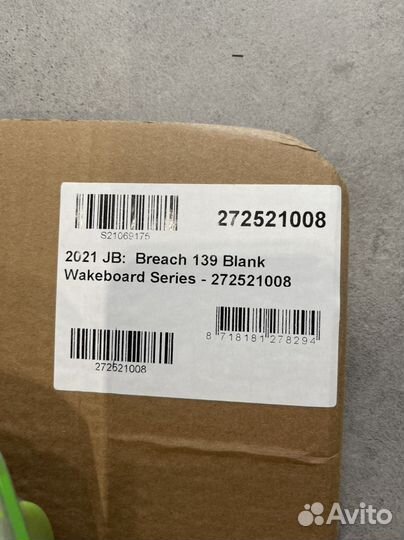 S21069175
272521008
2021 JB: Breach 139 Blank
Wakeboard Series - 272521008
8 718181 278294
272521008
Avito